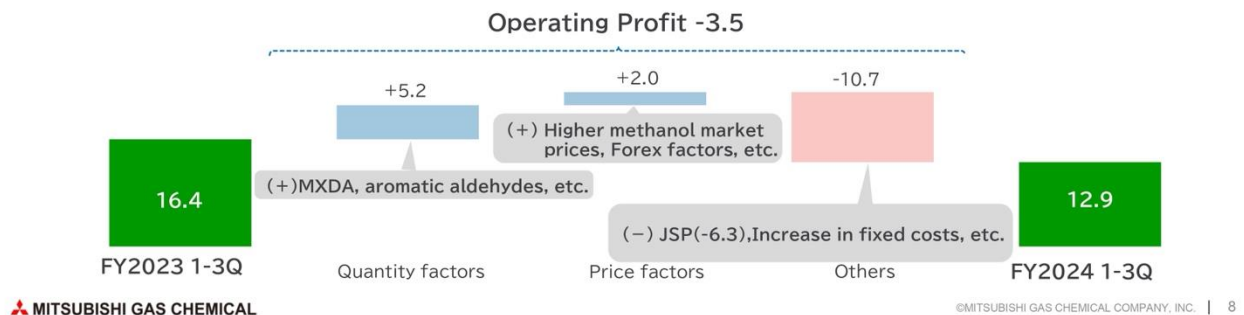 Operating Profit -3.5
+5.2
+2.0
-10.7
(+) Higher methanol market
prices, Forex factors, etc.
(+)MXDA, aromatic aldehydes, etc.
16.4
12.9
(−) JSP(-6.3),Increase in fixed costs, etc.
FY2023 1-3Q
Quantity factors
Price factors
Others
FY2024 1-3Q
MITSUBISHI GAS CHEMICAL
©MITSUBISHI GAS CHEMICAL COMPANY, INC. | 8